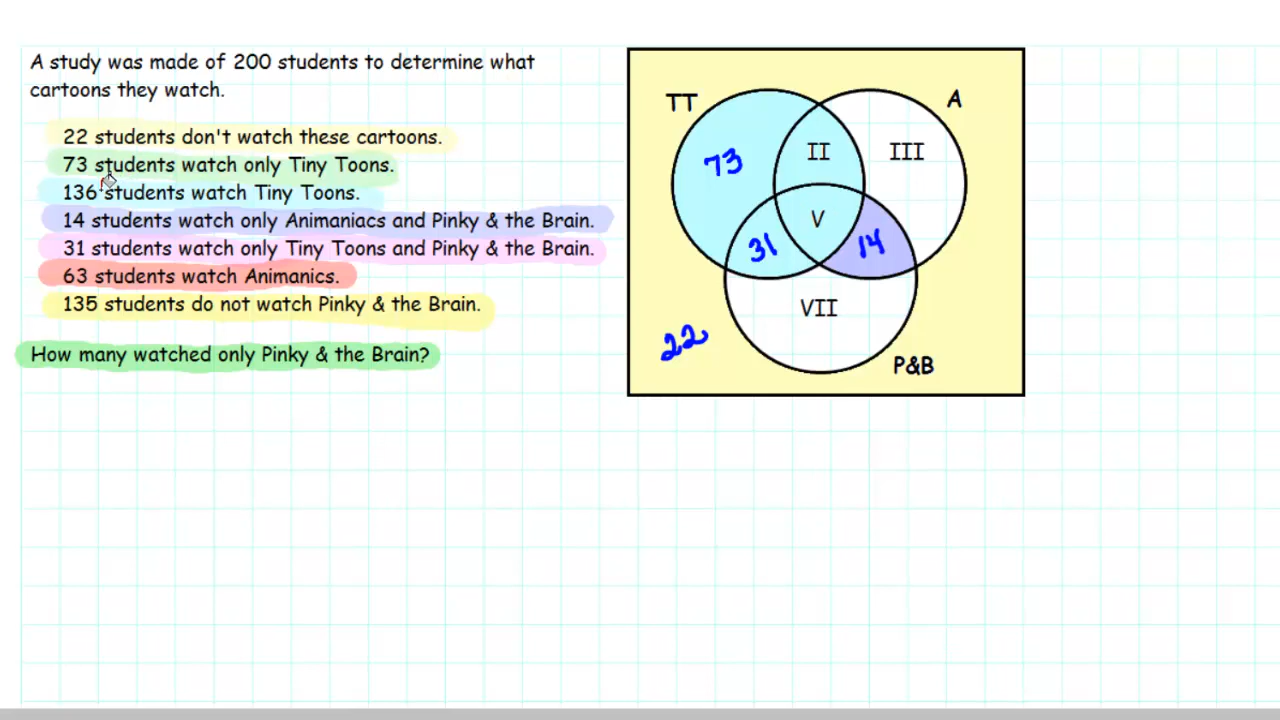 A study was made of 200 students to determine what
cartoons they watch.
22 students don't watch these cartoons.
73 students watch only Tiny Toons.
136 students watch Tiny Toons.
14 students watch only Animaniacs and Pinky & the Brain.
31 students watch only Tiny Toons and Pinky & the Brain.
63 students watch Animanics.
135 students do not watch Pinky & the Brain.
How many watched only Pinky & the Brain?
TT
A
73
II
III
V
31
14
VII
22
P&B